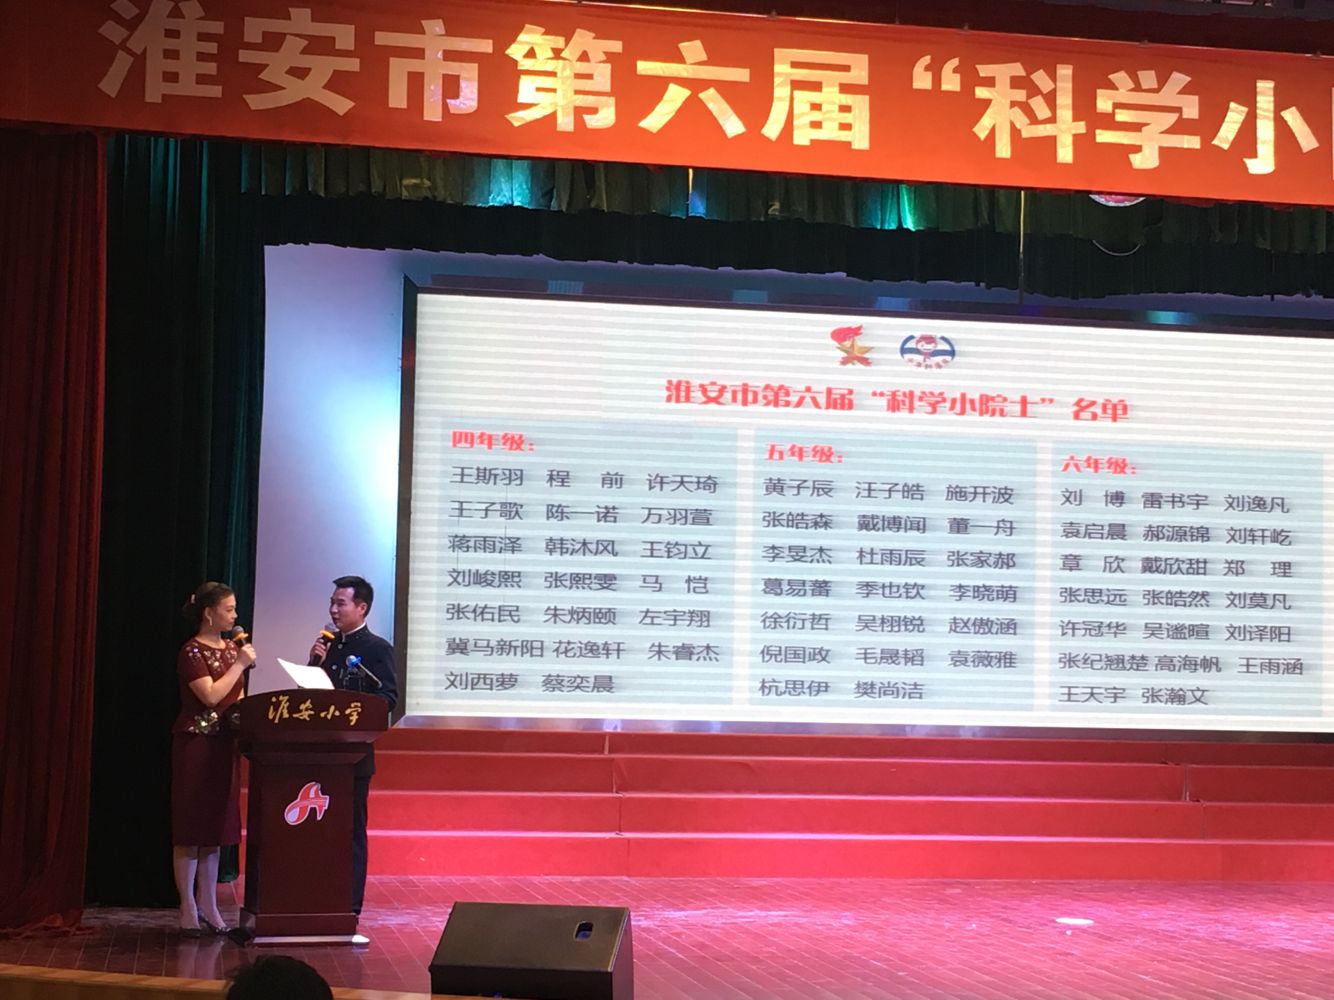 淮安市第六届“科学小
淮安市第六届“科学小院士”名单
四年级：
王斯羽 程 前 许天琦
王子歌 陈一诺 万羽萱
蒋雨泽 韩沐风 王钧立
刘峻熙 张熙雯 马 恺
张佑民 朱炳颐 左宇翔
冀马新阳 花逸轩 朱睿杰
刘西萝 蔡奕晨
五年级：
黄子辰 汪子皓 施开波
张皓森 戴博闻 董一舟
李旻杰 杜雨辰 张家郝
葛易蕃 季也钦 李晓萌
徐衍哲 吴栩锐 赵傲涵
倪国政 毛晟韬 袁薇雅
杭思伊 樊尚洁
六年级：
刘 博 雷书宇 刘逸凡
袁启晨 郝源锦 刘轩屹
章 欣 戴欣甜 郑 理
张思远 张皓然 刘莫凡
许冠华 吴谧暄 刘泽阳
张纪翘楚 高海帆 王雨涵
王天宇 张瀚文
淮安小学